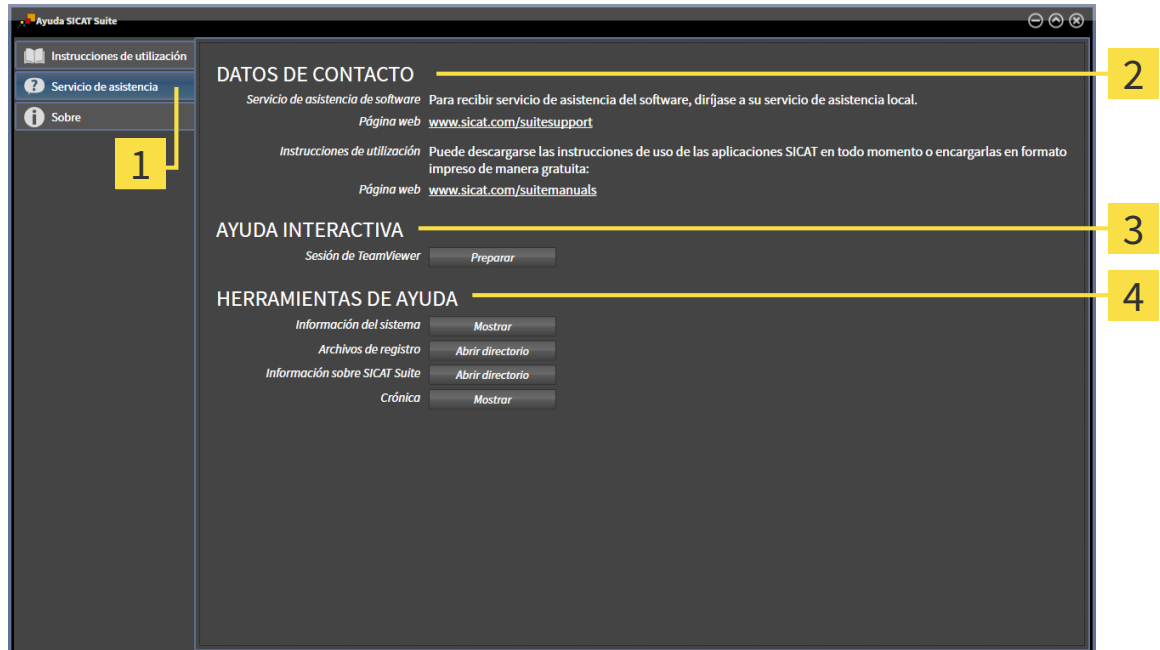 Ayuda SICAT Suite
Instrucciones de utilización
Servicio de asistencia
Sobre
1
DATOS DE CONTACTO
2
Servicio de asistencia de software Para recibir servicio de asistencia del software, diríjase a su servicio de asistencia local.
Página web www.sicat.com/suitesupport
Instrucciones de utilización Puede descargarse las instrucciones de uso de las aplicaciones SICAT en todo momento o encargarlas en formato
impreso de manera gratuita:
Página web www.sicat.com/suitemanuals
AYUDA INTERACTIVA
3
Sesión de TeamViewer Preparar
HERRAMIENTAS DE AYUDA
4
Información del sistema Mostrar
Archivos de registro Abrir directorio
Información sobre SICAT Suite Abrir directorio
Crónica Mostrar